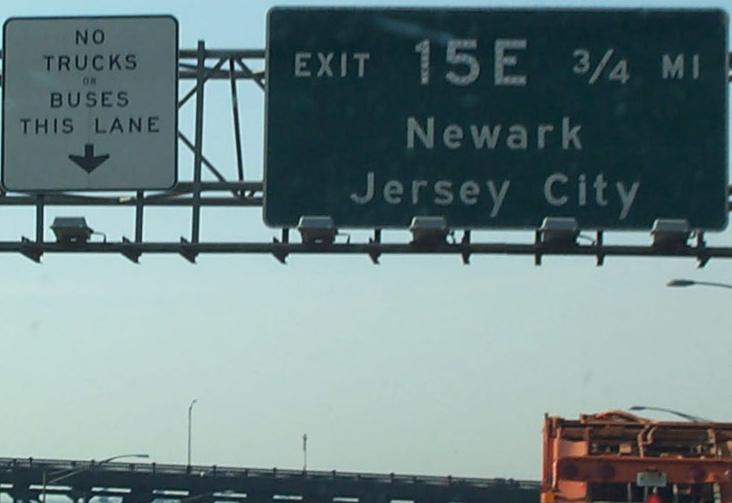 NO
TRUCKS
OR
BUSES
THIS LANE
EXIT 15E 3/4 MI
Newark
Jersey City